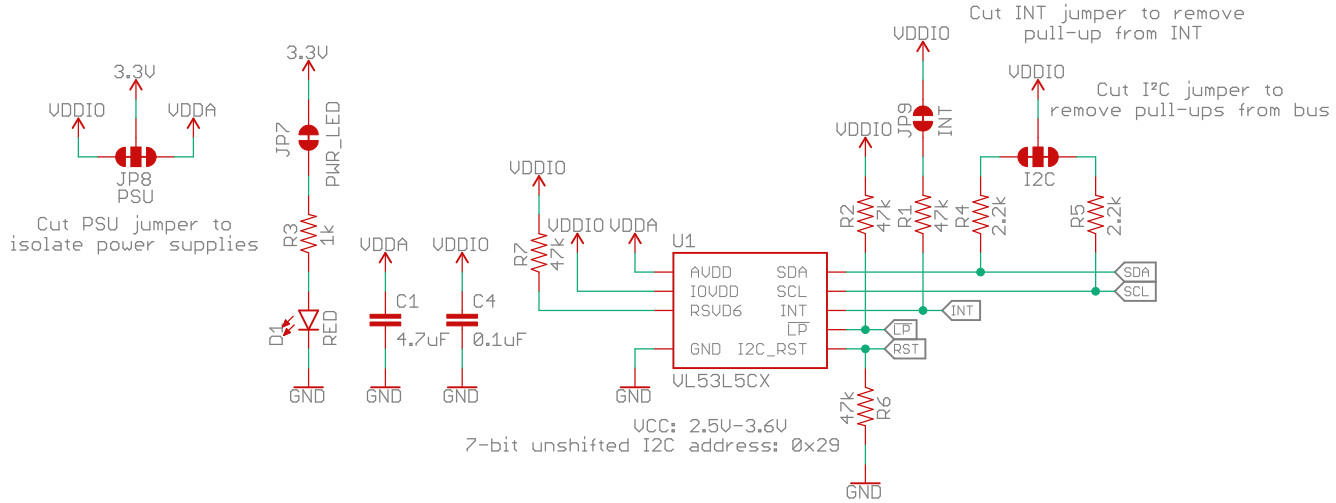 Cut INT jumper to remove
pull-up from INT
VDDIO
3.3V
VDDIO
Cut I²C jumper to
remove pull-ups from bus
3.3V
VDDIO
VDDA
JP7
PWR_LED
JP9
INT
VDDIO
JP8
PSU
I2C
VDDIO
Cut PSU jumper to
isolate power supplies
R3
1k
R2
47k
R1
47k
R4
2.2k
R5
2.2k
VDDIO
VDDA
R7
47k
VDDA
VDDIO
U1
AVDD
SDA
SDA
IOVDD
SCL
SCL
RSVD6
INT
INT
LP
LP
GND
I2C_RST
RST
D1
RED
C1
4.7uF
C4
0.1uF
VL53L5CX
GND
GND
GND
GND
47k
R6
VCC: 2.5V-3.6V
7-bit unshifted I2C address: 0x29
GND